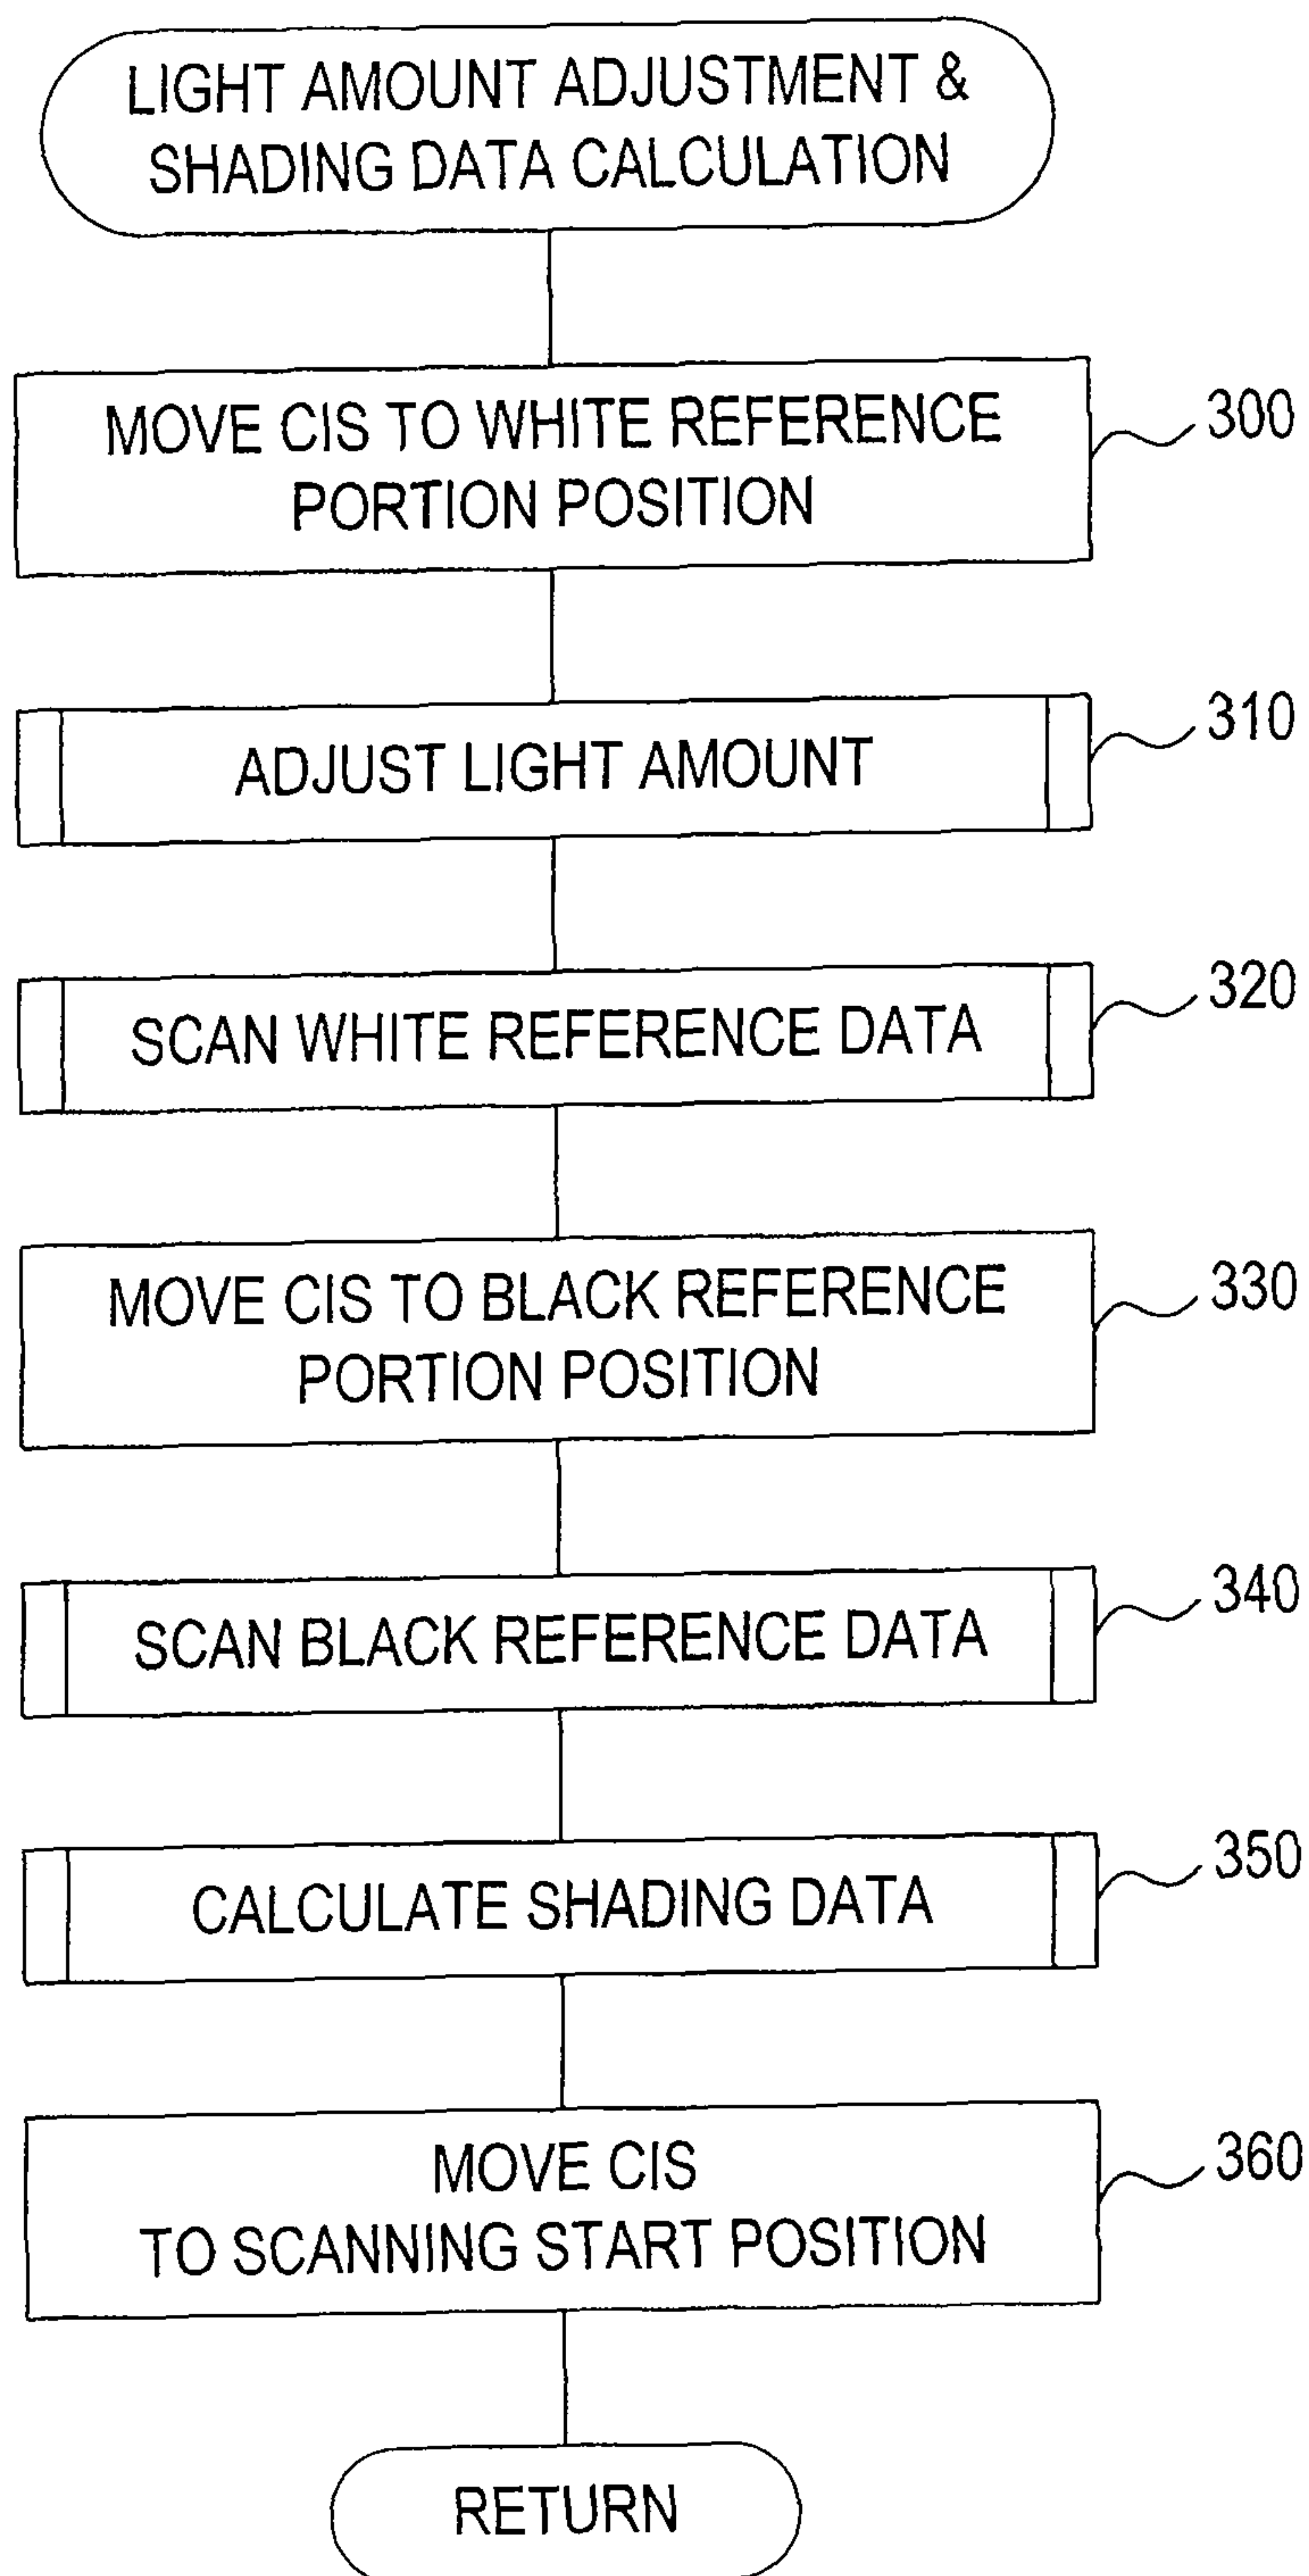 LIGHT AMOUNT ADJUSTMENT &
SHADING DATA CALCULATION
MOVE CIS TO WHITE REFERENCE
PORTION POSITION
300
ADJUST LIGHT AMOUNT
310
SCAN WHITE REFERENCE DATA
320
MOVE CIS TO BLACK REFERENCE
PORTION POSITION
330
SCAN BLACK REFERENCE DATA
340
CALCULATE SHADING DATA
350
MOVE CIS
TO SCANNING START POSITION
360
RETURN